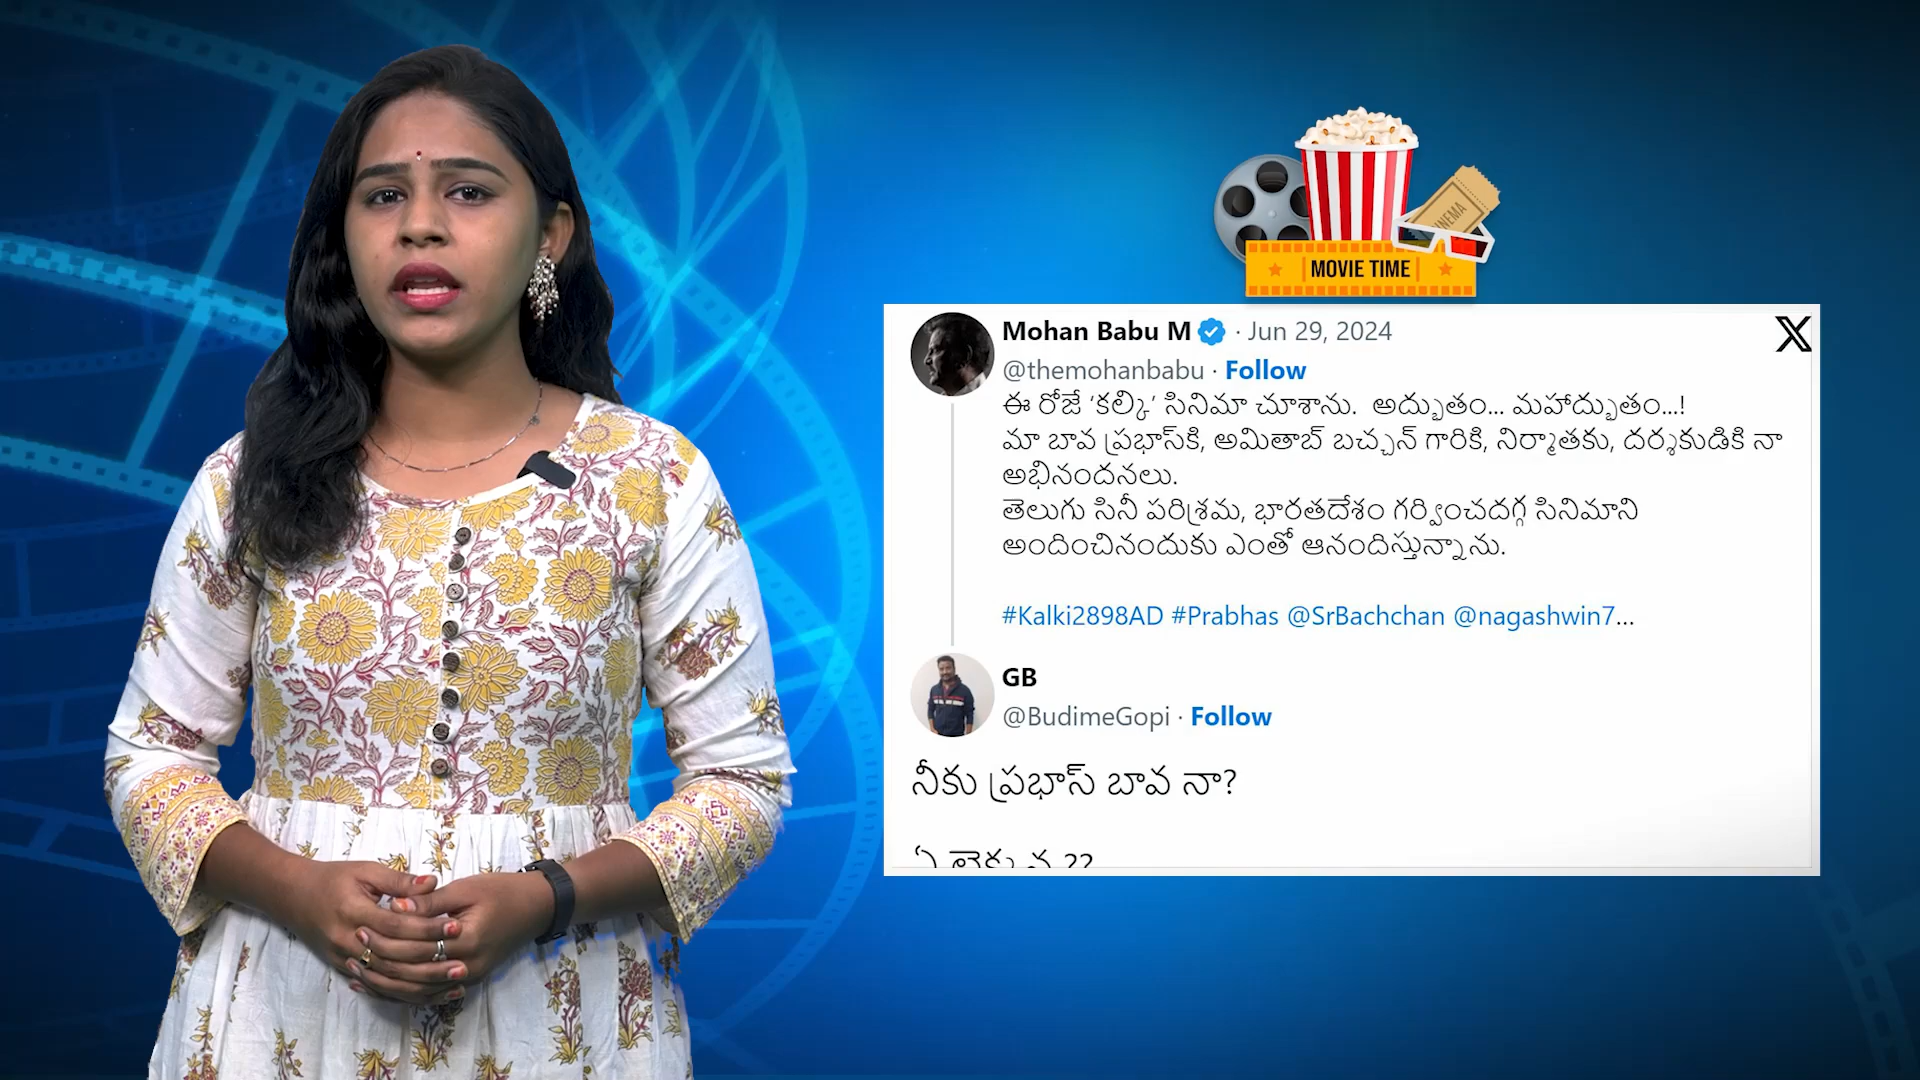 CINEMA
MOVIE TIME
Mohan Babu M · Jun 29, 2024
@themohanbabu · Follow
ఈ రోజే ‘కల్కి’ సినిమా చూశాను. అద్భుతం... మహాద్భుతం...!
మా బావ ప్రభాస్‌కి, అమితాబ్ బచ్చన్ గారికి, నిర్మాతకు, దర్శకుడికి నా
అభినందనలు.
తెలుగు సినీ పరిశ్రమ, భారతదేశం గర్వించదగ్గ సినిమాని
అందించినందుకు ఎంతో ఆనందిస్తున్నాను.
#Kalki2898AD #Prabhas @SrBachchan @nagashwin7...
GB
@BudimeGopi · Follow
నీకు ప్రభాస్ బావ నా?